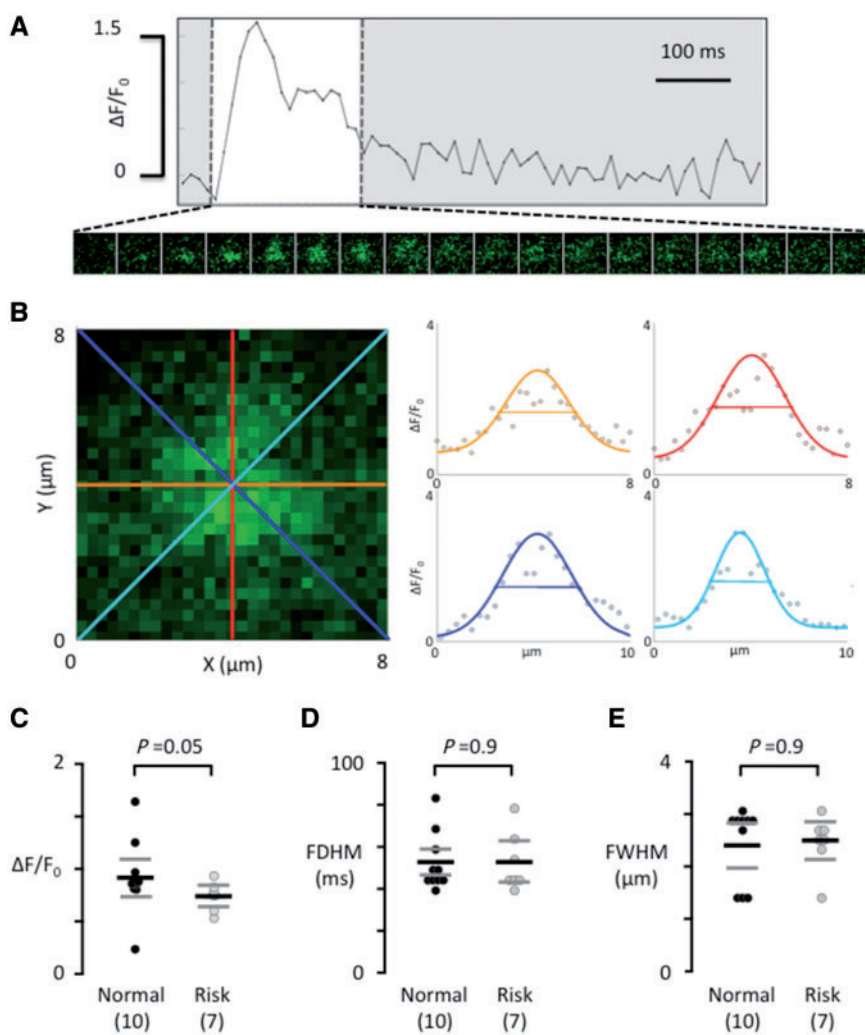 A
1.5
ΔF/F0
0
100 ms
B
8
Y (μm)
0
0
X (μm)
8
4
ΔF/F0
0
0
8
4
0
0
8
4
ΔF/F0
0
0
μm
10
4
0
0
μm
10
C
P =0.05
2
ΔF/F0
0
Normal
(10)
Risk
(7)
D
P =0.9
100
FDHM
(ms)
0
Normal
(10)
Risk
(7)
E
P =0.9
4
FWHM
(μm)
0
Normal
(10)
Risk
(7)